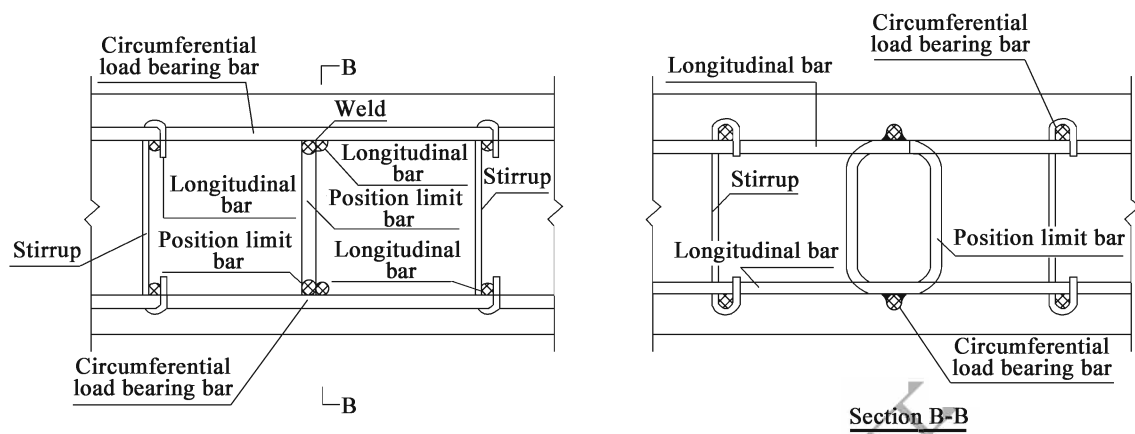 Circumferential
load bearing bar
B
Weld
Longitudinal
bar
Stirrup
Longitudinal
bar
Position limit
bar
Stirrup
Position limit
bar
Longitudinal
bar
Circumferential
load bearing bar
B
Circumferential
load bearing bar
Longitudinal bar
Stirrup
Longitudinal bar
Position limit bar
Circumferential
load bearing bar
Section B-B